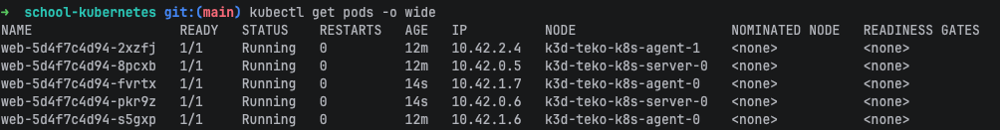 ➜  school-kubernetes git:(main) kubectl get pods -o wide
NAME                   READY   STATUS    RESTARTS   AGE   IP          NODE                    NOMINATED NODE   READINESS GATES
web-5d4f7c4d94-2xzfj   1/1     Running   0          12m   10.42.2.4   k3d-teko-k8s-agent-1    <none>           <none>
web-5d4f7c4d94-8pcxb   1/1     Running   0          12m   10.42.0.5   k3d-teko-k8s-server-0   <none>           <none>
web-5d4f7c4d94-fvrtx   1/1     Running   0          14s   10.42.1.7   k3d-teko-k8s-agent-0    <none>           <none>
web-5d4f7c4d94-pkr9z   1/1     Running   0          14s   10.42.0.6   k3d-teko-k8s-server-0   <none>           <none>
web-5d4f7c4d94-s5gxp   1/1     Running   0          12m   10.42.1.6   k3d-teko-k8s-agent-0    <none>           <none>